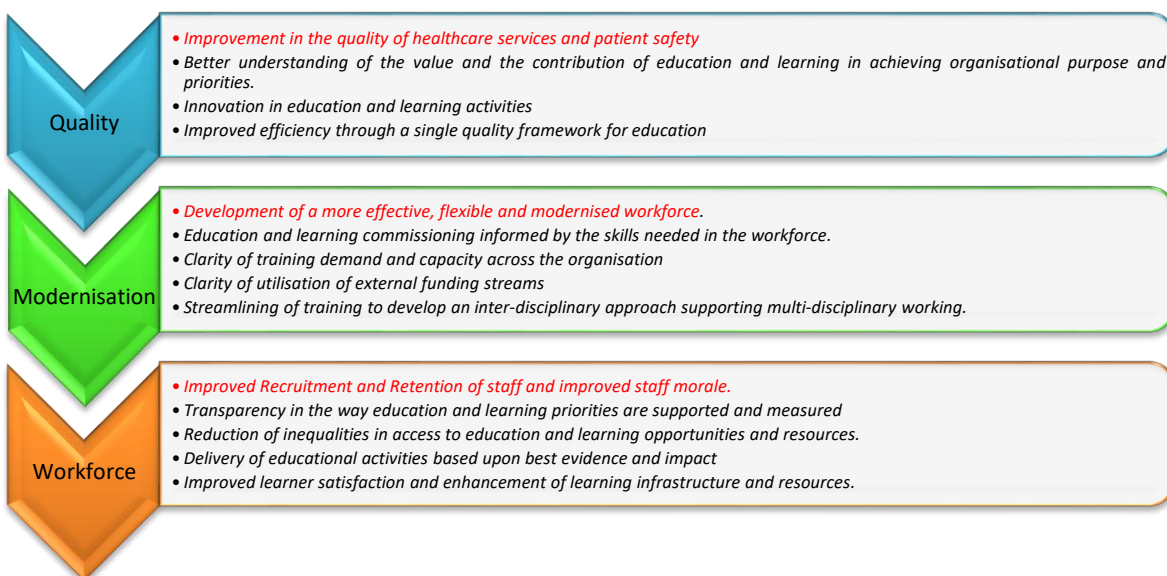 Quality
• Improvement in the quality of healthcare services and patient safety
• Better understanding of the value and the contribution of education and learning in achieving organisational purpose and
priorities.
• Innovation in education and learning activities
• Improved efficiency through a single quality framework for education
Modernisation
• Development of a more effective, flexible and modernised workforce.
• Education and learning commissioning informed by the skills needed in the workforce.
• Clarity of training demand and capacity across the organisation
• Clarity of utilisation of external funding streams
• Streamlining of training to develop an inter-disciplinary approach supporting multi-disciplinary working.
Workforce
• Improved Recruitment and Retention of staff and improved staff morale.
• Transparency in the way education and learning priorities are supported and measured
• Reduction of inequalities in access to education and learning opportunities and resources.
• Delivery of educational activities based upon best evidence and impact
• Improved learner satisfaction and enhancement of learning infrastructure and resources.